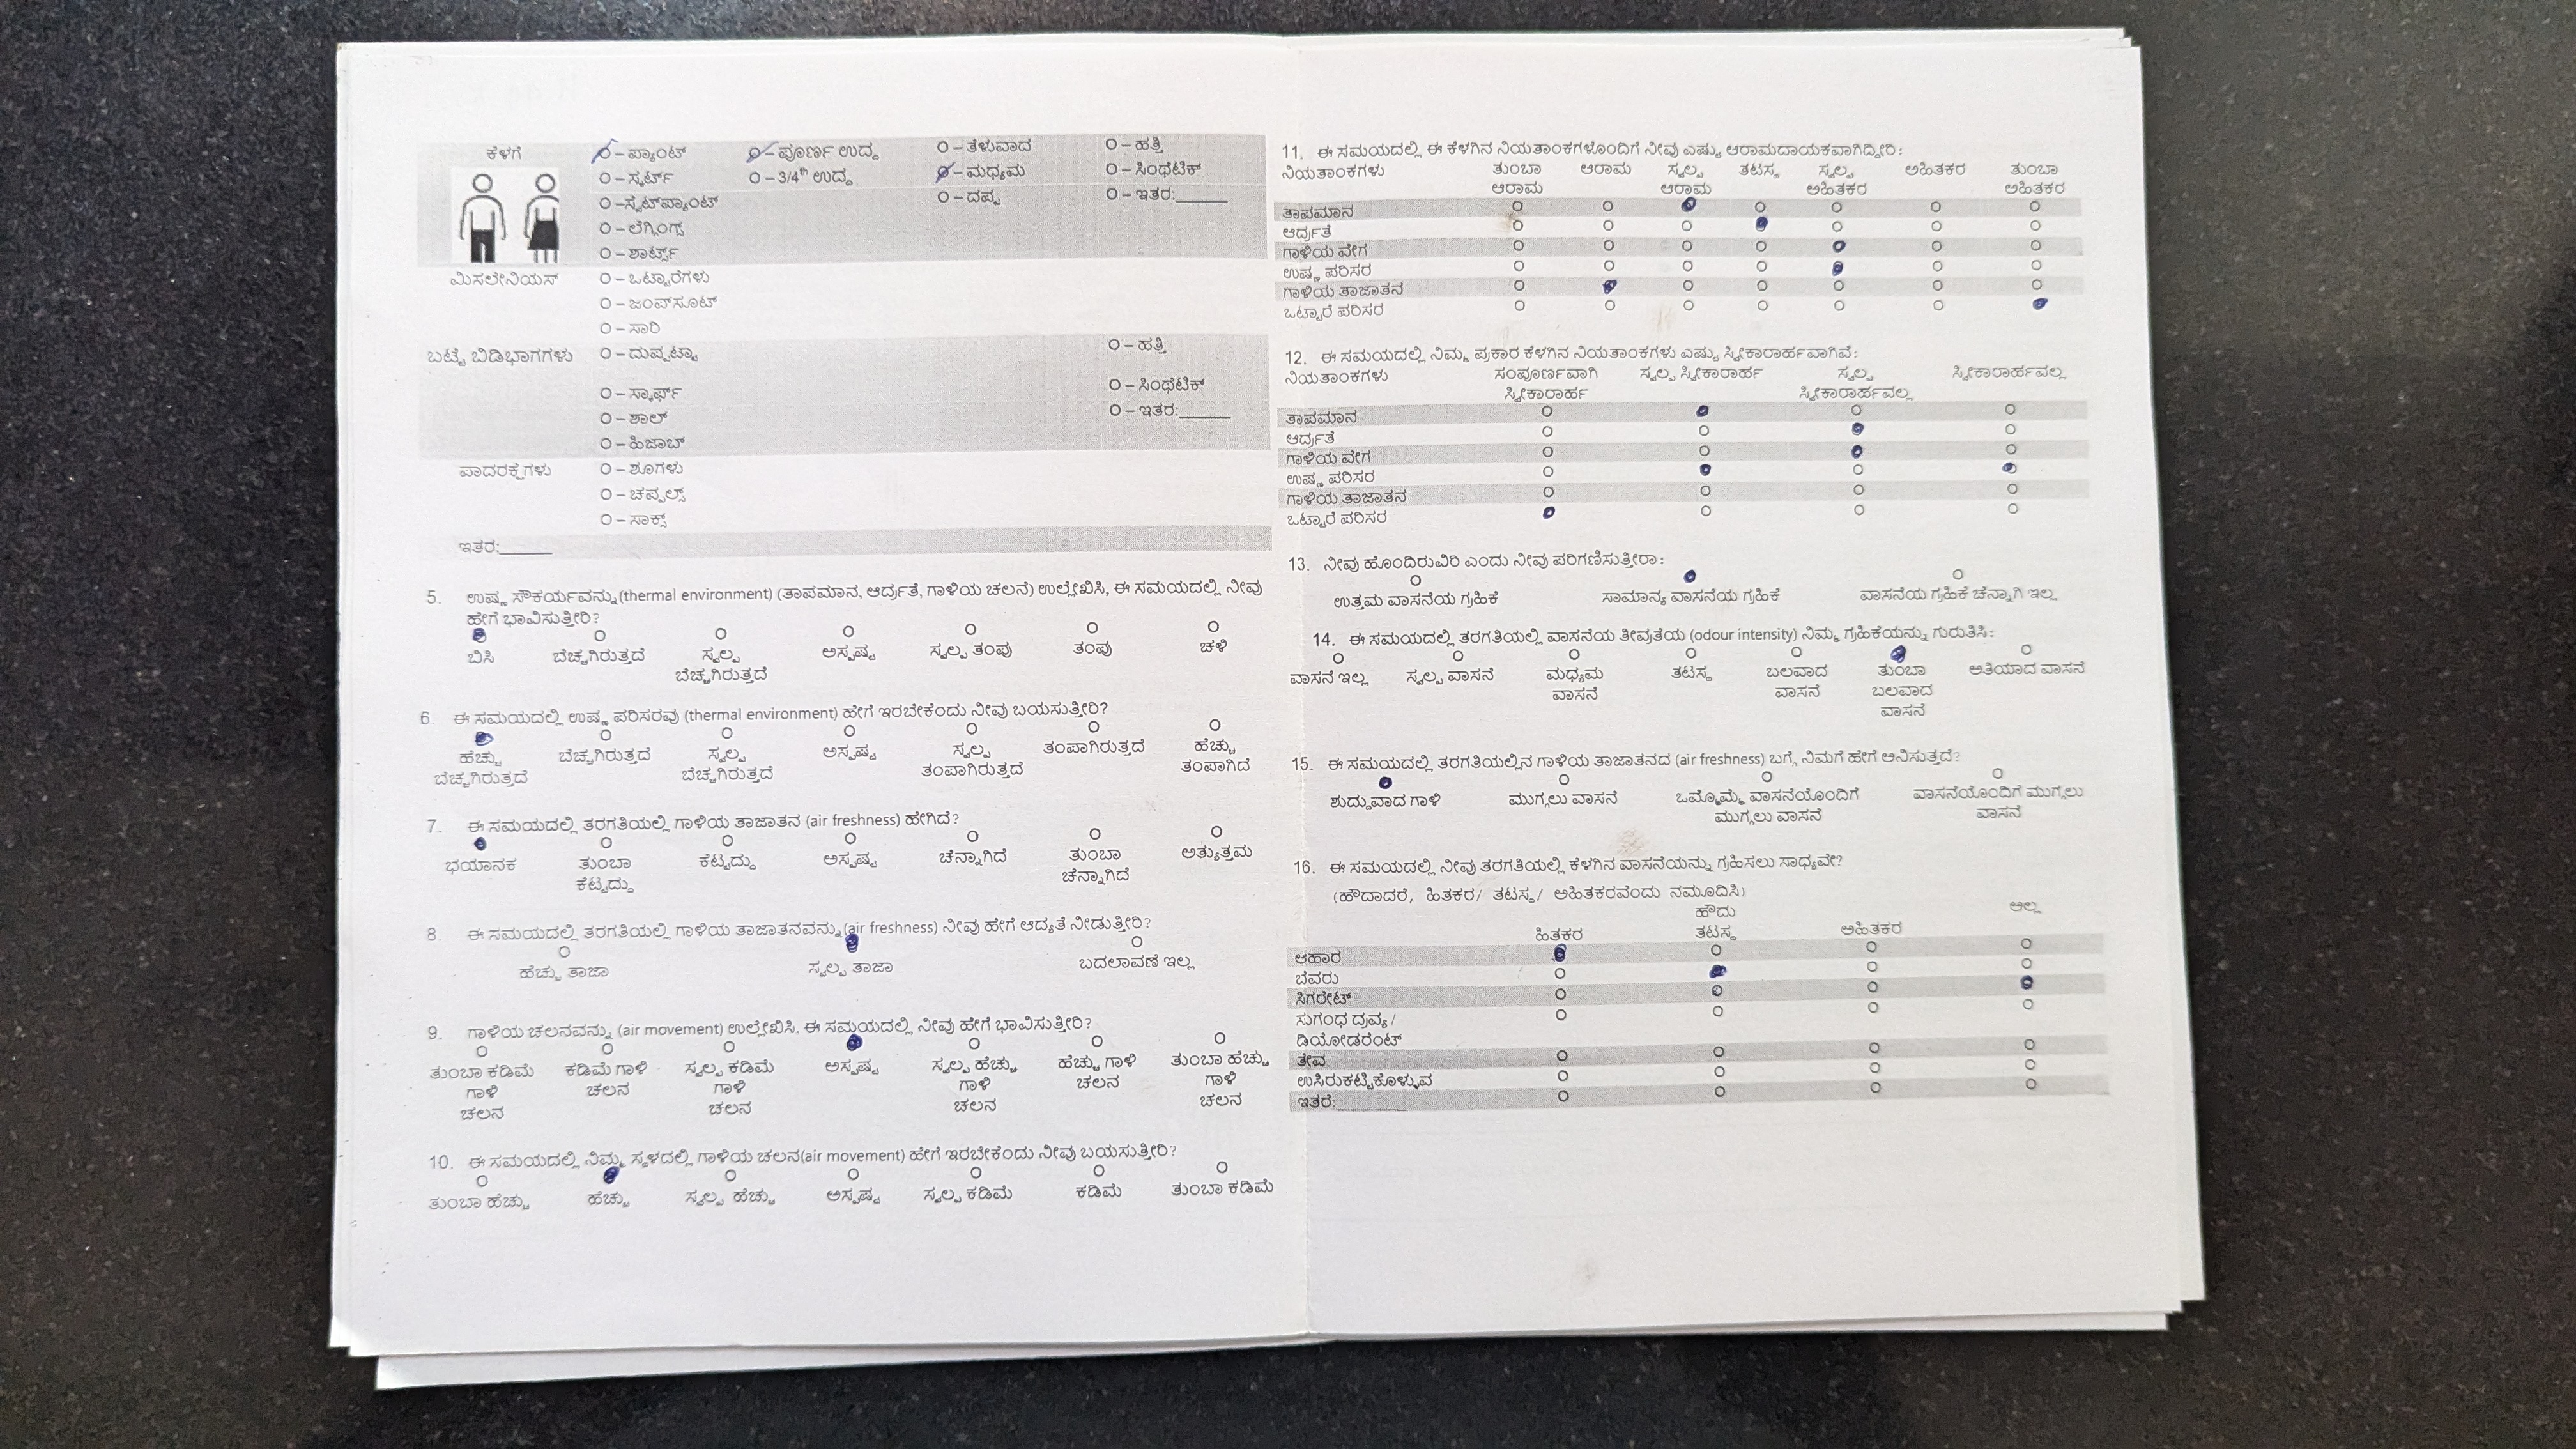 ಕೆಳಗೆ O – ಪ್ಯಾಂಟ್ O – ಪೂರ್ಣ ಉದ್ದ O – ತೆಳುವಾದ O – ಹತ್ತಿ
O – ಸ್ಕರ್ಟ್ O – 3/4th ಉದ್ದ O – ಮಧ್ಯಮ O – ಸಿಂಥೆಟಿಕ್
O –ಸ್ವೆಟ್‌ಪ್ಯಾಂಟ್ O – ದಪ್ಪ O – ಇತರ:______
O – ಲೆಗ್ಗಿಂಗ್ಸ್
O – ಶಾರ್ಟ್ಸ್
ಮಿಸಲೇನಿಯಸ್ O – ಒಟ್ಟಾರೆಗಳು
O – ಜಂಪ್‌ಸೂಟ್
O – ಸಾರಿ
ಬಟ್ಟೆ ಬಿಡಿಭಾಗಗಳು O – ದುಪ್ಪಟ್ಟಾ O – ಹತ್ತಿ
O – ಸ್ಕಾರ್ಫ್ O – ಸಿಂಥೆಟಿಕ್
O – ಶಾಲ್ O – ಇತರ:______
O – ಹಿಜಾಬ್
ಪಾದರಕ್ಷೆಗಳು O – ಶೂಗಳು
O – ಚಪ್ಪಲ್ಸ್
O – ಸಾಕ್ಸ್
ಇತರ:______
5. ಉಷ್ಣ ಸೌಕರ್ಯವನ್ನು(thermal environment) (ತಾಪಮಾನ, ಆರ್ದ್ರತೆ, ಗಾಳಿಯ ಚಲನೆ) ಉಲ್ಲೇಖಿಸಿ, ಈ ಸಮಯದಲ್ಲಿ ನೀವು
ಹೇಗೆ ಭಾವಿಸುತ್ತೀರಿ?
O O O O O O O
ಬಿಸಿ ಬೆಚ್ಚಗಿರುತ್ತದೆ ಸ್ವಲ್ಪ ಅಸ್ಪಷ್ಟ ಸ್ವಲ್ಪ ತಂಪು ತಂಪು ಚಳಿ
ಬೆಚ್ಚಗಿರುತ್ತದೆ
6. ಈ ಸಮಯದಲ್ಲಿ ಉಷ್ಣ ಪರಿಸರವು (thermal environment) ಹೇಗೆ ಇರಬೇಕೆಂದು ನೀವು ಬಯಸುತ್ತೀರಿ?
O O O O O O O
ಹೆಚ್ಚು ಬೆಚ್ಚಗಿರುತ್ತದೆ ಸ್ವಲ್ಪ ಅಸ್ಪಷ್ಟ ಸ್ವಲ್ಪ ತಂಪಾಗಿರುತ್ತದೆ ಹೆಚ್ಚು
ಬೆಚ್ಚಗಿರುತ್ತದೆ ಬೆಚ್ಚಗಿರುತ್ತದೆ ತಂಪಾಗಿರುತ್ತದೆ ತಂಪಾಗಿದೆ
7. ಈ ಸಮಯದಲ್ಲಿ ತರಗತಿಯಲ್ಲಿ ಗಾಳಿಯ ತಾಜಾತನ (air freshness) ಹೇಗಿದೆ?
O O O O O O O
ಭಯಾನಕ ತುಂಬಾ ಕೆಟ್ಟದ್ದು ಅಸ್ಪಷ್ಟ ಚೆನ್ನಾಗಿದೆ ತುಂಬಾ ಅತ್ಯುತ್ತಮ
ಕೆಟ್ಟದ್ದು ಚೆನ್ನಾಗಿದೆ
8. ಈ ಸಮಯದಲ್ಲಿ ತರಗತಿಯಲ್ಲಿ ಗಾಳಿಯ ತಾಜಾತನವನ್ನು(air freshness) ನೀವು ಹೇಗೆ ಆದ್ಯತೆ ನೀಡುತ್ತೀರಿ?
O O O
ಹೆಚ್ಚು ತಾಜಾ ಸ್ವಲ್ಪ ತಾಜಾ ಬದಲಾವಣೆ ಇಲ್ಲ
9. ಗಾಳಿಯ ಚಲನವನ್ನು (air movement) ಉಲ್ಲೇಖಿಸಿ, ಈ ಸಮಯದಲ್ಲಿ ನೀವು ಹೇಗೆ ಭಾವಿಸುತ್ತೀರಿ?
O O O O O O O
ತುಂಬಾ ಕಡಿಮೆ ಕಡಿಮೆ ಗಾಳಿ ಸ್ವಲ್ಪ ಕಡಿಮೆ ಅಸ್ಪಷ್ಟ ಸ್ವಲ್ಪ ಹೆಚ್ಚು ಹೆಚ್ಚು ಗಾಳಿ ತುಂಬಾ ಹೆಚ್ಚು
ಗಾಳಿ ಚಲನ ಗಾಳಿ ಗಾಳಿ ಚಲನ ಗಾಳಿ
ಚಲನ ಚಲನ ಚಲನ ಚಲನ
10. ಈ ಸಮಯದಲ್ಲಿ ನಿಮ್ಮ ಸ್ಥಳದಲ್ಲಿ ಗಾಳಿಯ ಚಲನ(air movement) ಹೇಗೆ ಇರಬೇಕೆಂದು ನೀವು ಬಯಸುತ್ತೀರಿ?
O O O O O O O
ತುಂಬಾ ಹೆಚ್ಚು ಹೆಚ್ಚು ಸ್ವಲ್ಪ ಹೆಚ್ಚು ಅಸ್ಪಷ್ಟ ಸ್ವಲ್ಪ ಕಡಿಮೆ ಕಡಿಮೆ ತುಂಬಾ ಕಡಿಮೆ
11. ಈ ಸಮಯದಲ್ಲಿ ಈ ಕೆಳಗಿನ ನಿಯತಾಂಕಗಳೊಂದಿಗೆ ನೀವು ಎಷ್ಟು ಆರಾಮದಾಯಕವಾಗಿದ್ದೀರಿ:
ನಿಯತಾಂಕಗಳು ತುಂಬಾ ಆರಾಮ ಸ್ವಲ್ಪ ತಟಸ್ಥ ಸ್ವಲ್ಪ ಅಹಿತಕರ ತುಂಬಾ
ಆರಾಮ ಆರಾಮ ಅಹಿತಕರ ಅಹಿತಕರ
ತಾಪಮಾನ O O O O O O O
ಆರ್ದ್ರತೆ O O O O O O O
ಗಾಳಿಯ ವೇಗ O O O O O O O
ಉಷ್ಣ ಪರಿಸರ O O O O O O O
ಗಾಳಿಯ ತಾಜಾತನ O O O O O O O
ಒಟ್ಟಾರೆ ಪರಿಸರ O O O O O O O
12. ಈ ಸಮಯದಲ್ಲಿ ನಿಮ್ಮ ಪ್ರಕಾರ ಕೆಳಗಿನ ನಿಯತಾಂಕಗಳು ಎಷ್ಟು ಸ್ವೀಕಾರಾರ್ಹವಾಗಿವೆ:
ನಿಯತಾಂಕಗಳು ಸಂಪೂರ್ಣವಾಗಿ ಸ್ವಲ್ಪ ಸ್ವೀಕಾರಾರ್ಹ ಸ್ವಲ್ಪ ಸ್ವೀಕಾರಾರ್ಹವಲ್ಲ
ಸ್ವೀಕಾರಾರ್ಹ ಸ್ವೀಕಾರಾರ್ಹವಲ್ಲ
ತಾಪಮಾನ O O O O
ಆರ್ದ್ರತೆ O O O O
ಗಾಳಿಯ ವೇಗ O O O O
ಉಷ್ಣ ಪರಿಸರ O O O O
ಗಾಳಿಯ ತಾಜಾತನ O O O O
ಒಟ್ಟಾರೆ ಪರಿಸರ O O O O
13. ನೀವು ಹೊಂದಿರುವಿರಿ ಎಂದು ನೀವು ಪರಿಗಣಿಸುತ್ತೀರಾ:
O O O
ಉತ್ತಮ ವಾಸನೆಯ ಗ್ರಹಿಕೆ ಸಾಮಾನ್ಯ ವಾಸನೆಯ ಗ್ರಹಿಕೆ ವಾಸನೆಯ ಗ್ರಹಿಕೆ ಚೆನ್ನಾಗಿ ಇಲ್ಲ
14. ಈ ಸಮಯದಲ್ಲಿ ತರಗತಿಯಲ್ಲಿ ವಾಸನೆಯ ತೀವ್ರತೆಯ (odour intensity) ನಿಮ್ಮ ಗ್ರಹಿಕೆಯನ್ನು ಗುರುತಿಸಿ:
O O O O O O O
ವಾಸನೆ ಇಲ್ಲ ಸ್ವಲ್ಪ ವಾಸನೆ ಮಧ್ಯಮ ತಟಸ್ಥ ಬಲವಾದ ತುಂಬಾ ಅತಿಯಾದ ವಾಸನೆ
ವಾಸನೆ ವಾಸನೆ ಬಲವಾದ
ವಾಸನೆ
15. ಈ ಸಮಯದಲ್ಲಿ ತರಗತಿಯಲ್ಲಿನ ಗಾಳಿಯ ತಾಜಾತನದ (air freshness) ಬಗ್ಗೆ ನಿಮಗೆ ಹೇಗೆ ಅನಿಸುತ್ತದೆ?
O O O O
ಶುದ್ದುವಾದ ಗಾಳಿ ಮುಗ್ಗಲು ವಾಸನೆ ಒಮ್ಮೊಮ್ಮೆ ವಾಸನೆಯೊಂದಿಗೆ ವಾಸನೆಯೊಂದಿಗೆ ಮುಗ್ಗಲು
ಮುಗ್ಗಲು ವಾಸನೆ ವಾಸನೆ
16. ಈ ಸಮಯದಲ್ಲಿ ನೀವು ತರಗತಿಯಲ್ಲಿ ಕೆಳಗಿನ ವಾಸನೆಯನ್ನು ಗ್ರಹಿಸಲು ಸಾಧ್ಯವೇ?
(ಹೌದಾದರೆ, ಹಿತಕರ/ ತಟಸ್ಥ/ ಅಹಿತಕರವೆಂದು ನಮೂದಿಸಿ)
ಹೌದು ಅಲ್ಲ
ಹಿತಕರ ತಟಸ್ಥ ಅಹಿತಕರ
ಆಹಾರ O O O O
ಬೆವರು O O O O
ಸಿಗರೇಟ್ O O O O
ಸುಗಂಧ ದ್ರವ್ಯ / O O O O
ಡಿಯೋಡರೆಂಟ್
ತೇವ O O O O
ಉಸಿರುಕಟ್ಟಿಕೊಳ್ಳುವ O O O O
ಇತರೆ:________ O O O O